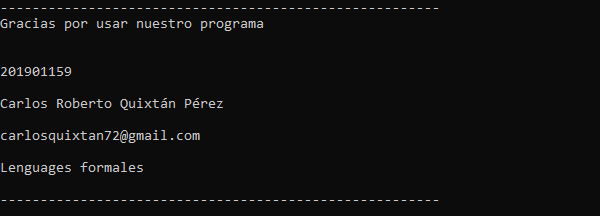 -------------------------------------------------------
Gracias por usar nuestro programa
201901159
Carlos Roberto Quixtán Pérez
carlosquixtan72@gmail.com
Lenguages formales
-------------------------------------------------------